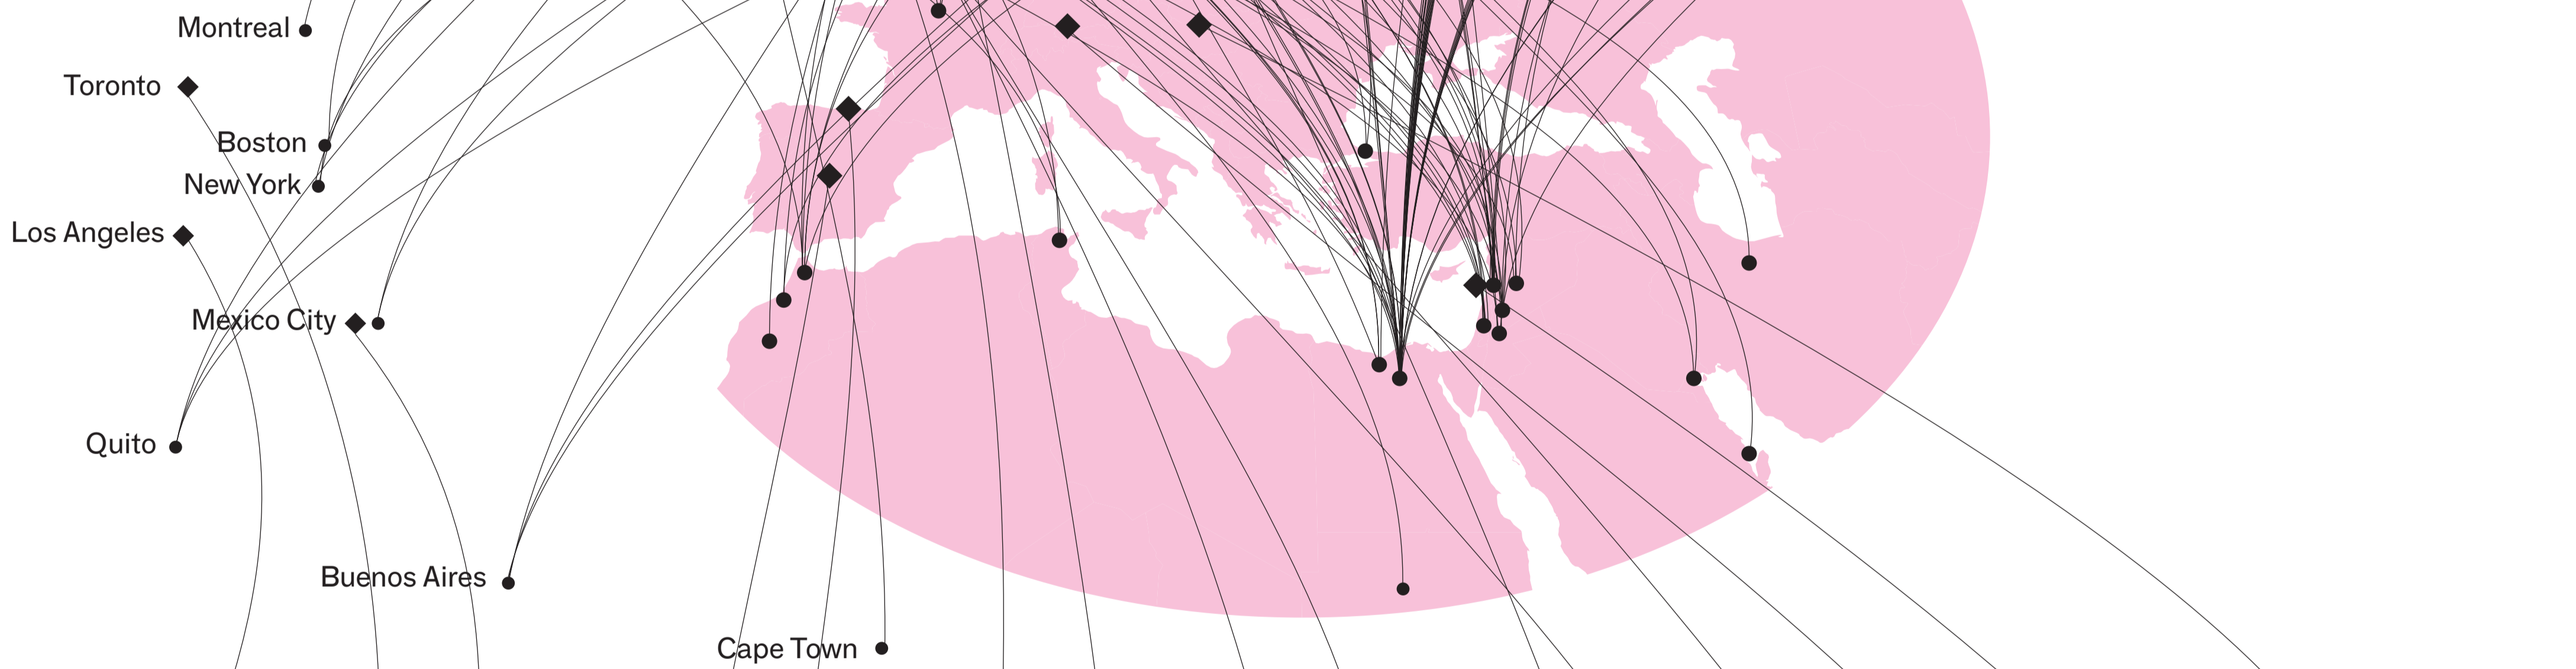 Montreal
Toronto
Boston
New York
Los Angeles
Mexico City
Quito
Buenos Aires
Cape Town